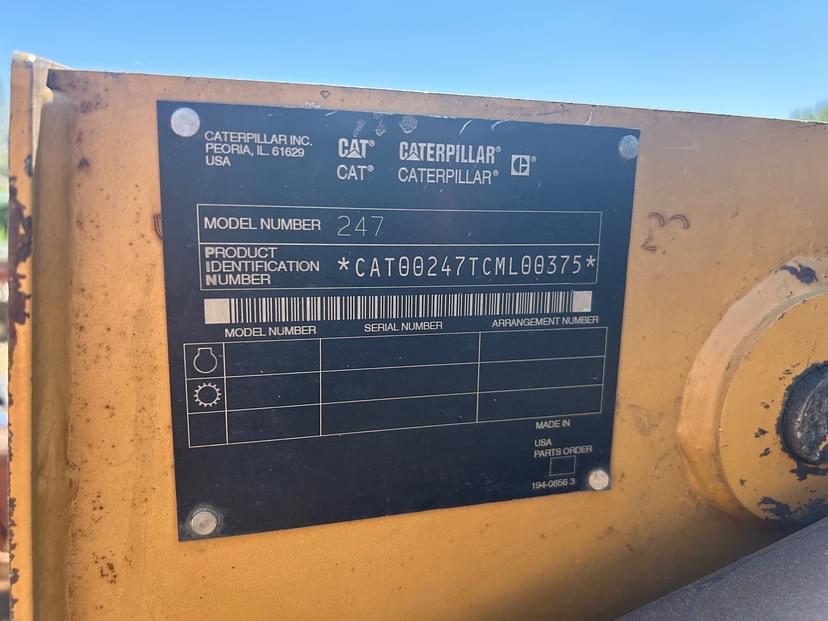 CATERPILLAR INC.
PEORIA, IL. 61629
USA
CAT® CATERPILLAR® C®
CAT® CATERPILLAR®
MODEL NUMBER 247
PRODUCT
IDENTIFICATION
NUMBER *CAT00247TCML00375*
MODEL NUMBER SERIAL NUMBER ARRANGEMENT NUMBER
MADE IN
USA
PARTS ORDER
194-0856 3